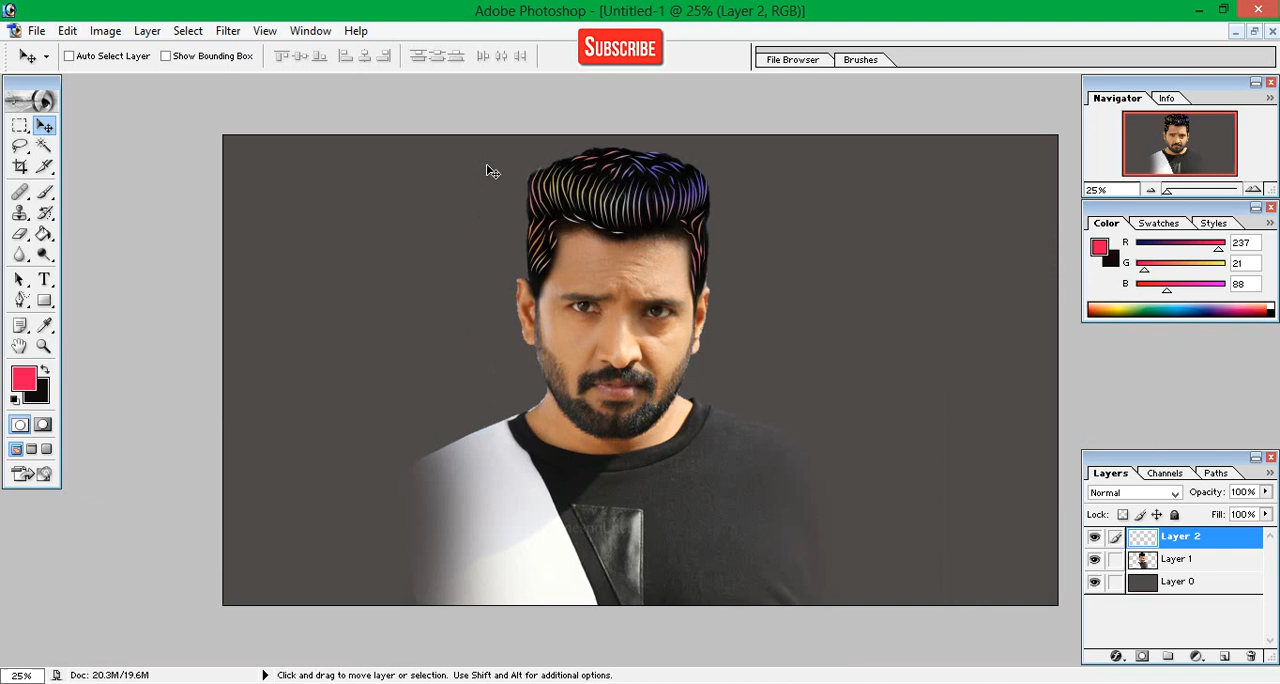 Adobe Photoshop - [Untitled-1 @ 25% (Layer 2, RGB)]
File Edit Image Layer Select Filter View Window Help
Auto Select Layer Show Bounding Box
SUBSCRIBE
File Browser Brushes
Navigator Info
25%
Color Swatches Styles
R 237
G 21
B 88
T
Layers Channels Paths
Normal Opacity: 100%
Lock: Fill: 100%
Layer 2
Layer 1
Layer 0
25% Doc: 20.3M/19.6M Click and drag to move layer or selection. Use Shift and Alt for additional options.